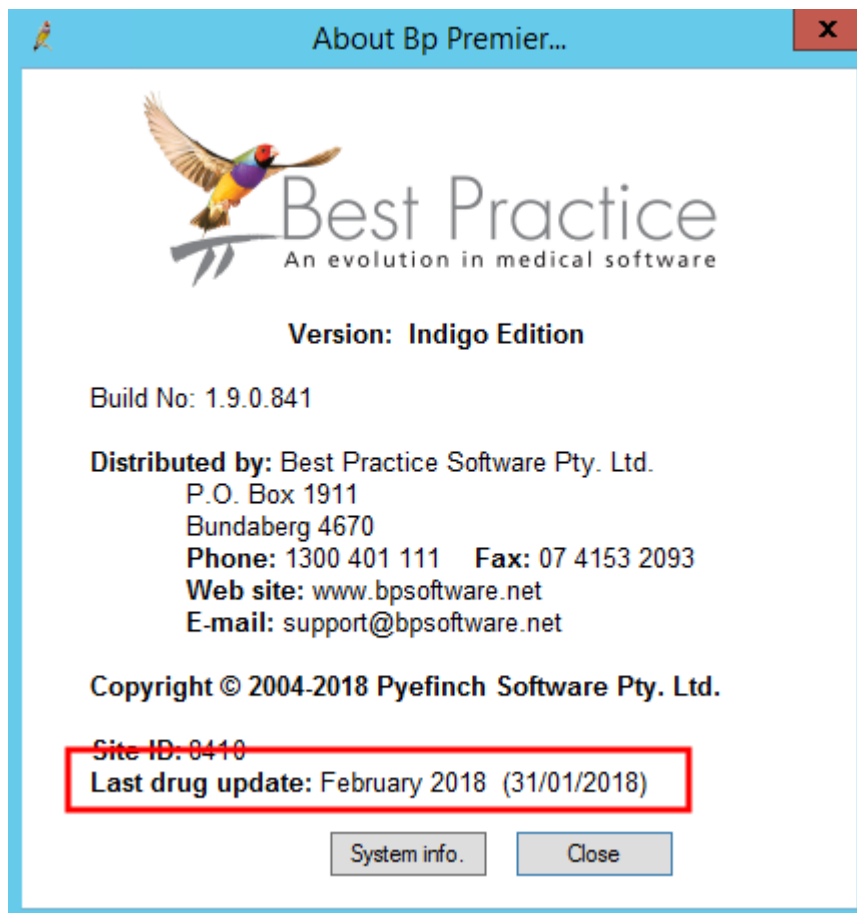 About Bp Premier...
x
Best Practice
An evolution in medical software
Version: Indigo Edition
Build No: 1.9.0.841
Distributed by: Best Practice Software Pty. Ltd.
P.O. Box 1911
Bundaberg 4670
Phone: 1300 401 111 Fax: 07 4153 2093
Web site: www.bpsoftware.net
E-mail: support@bpsoftware.net
Copyright © 2004-2018 Pyefinch Software Pty. Ltd.
Site ID: 8410
Last drug update: February 2018 (31/01/2018)
System info. Close